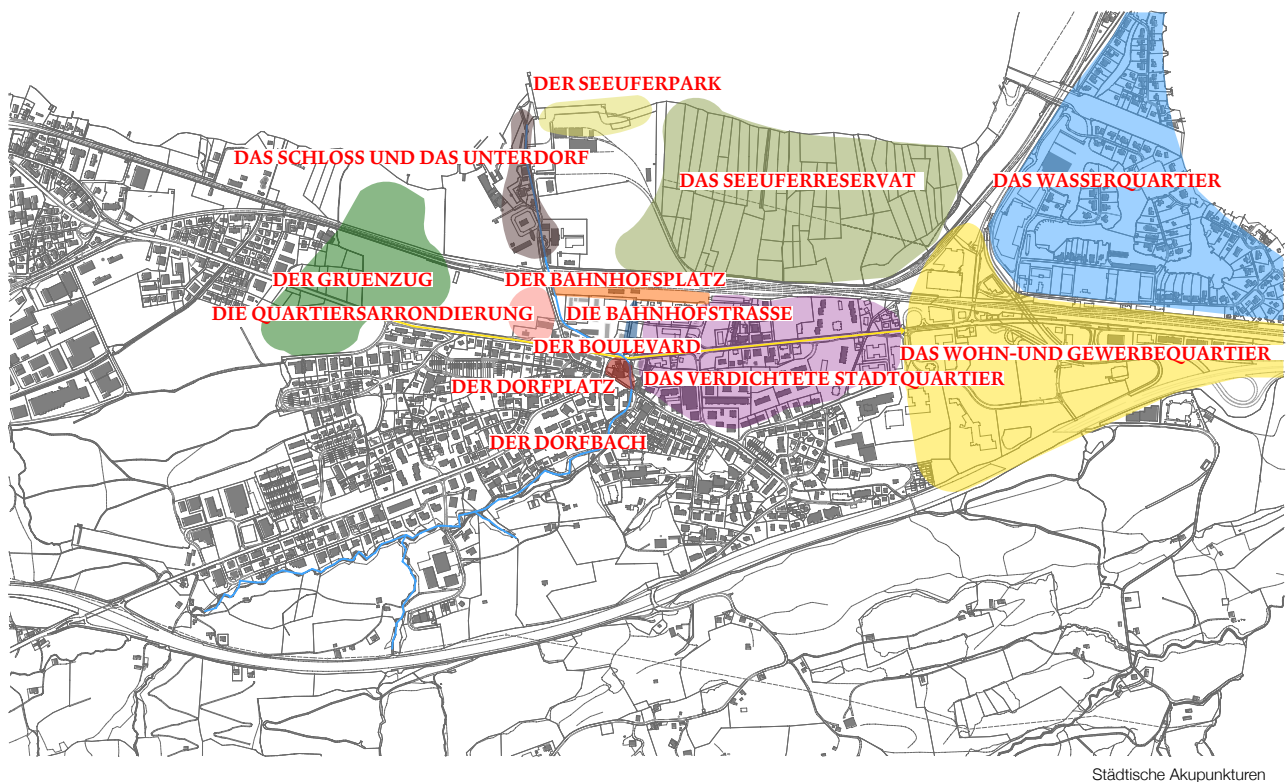 DER SEEUFERPARK
DAS SCHLOSS UND DAS UNTERDORF
DAS SEEUFERRESERVAT
DAS WASSERQUARTIER
DER GRUENZUG
DER BAHNHOFSPLATZ
DIE QUARTIERSARRONDIERUNG
DIE BAHNHOFSTRASSE
DER BOULEVARD
DAS WOHN-UND GEWERBEQUARTIER
DER DORFPLATZ
DAS VERDICHTETE STADTQUARTIER
DER DORFBACH
Städtische Akupunkturen